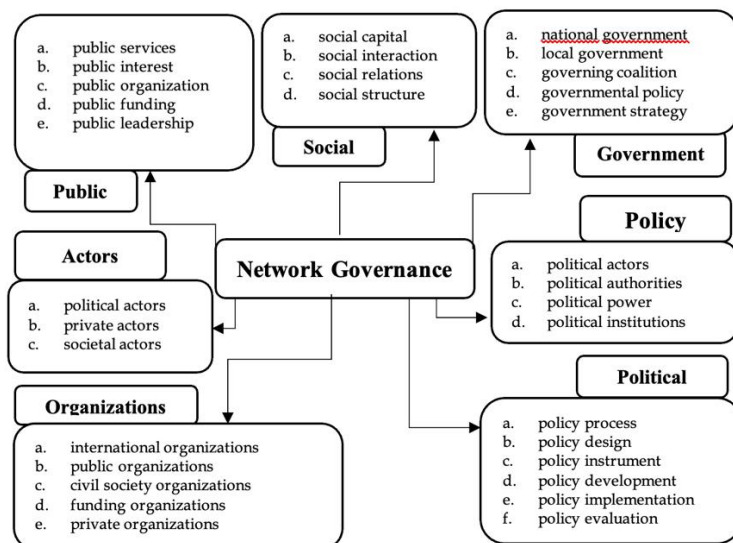 a. public services
b. public interest
c. public organization
d. public funding
e. public leadership
Public
a. social capital
b. social interaction
c. social relations
d. social structure
Social
a. national government
b. local government
c. governing coalition
d. governmental policy
e. government strategy
Government
Network Governance
Actors
a. political actors
b. private actors
c. societal actors
Policy
a. political actors
b. political authorities
c. political power
d. political institutions
Organizations
a. international organizations
b. public organizations
c. civil society organizations
d. funding organizations
e. private organizations
Political
a. policy process
b. policy design
c. policy instrument
d. policy development
e. policy implementation
f. policy evaluation